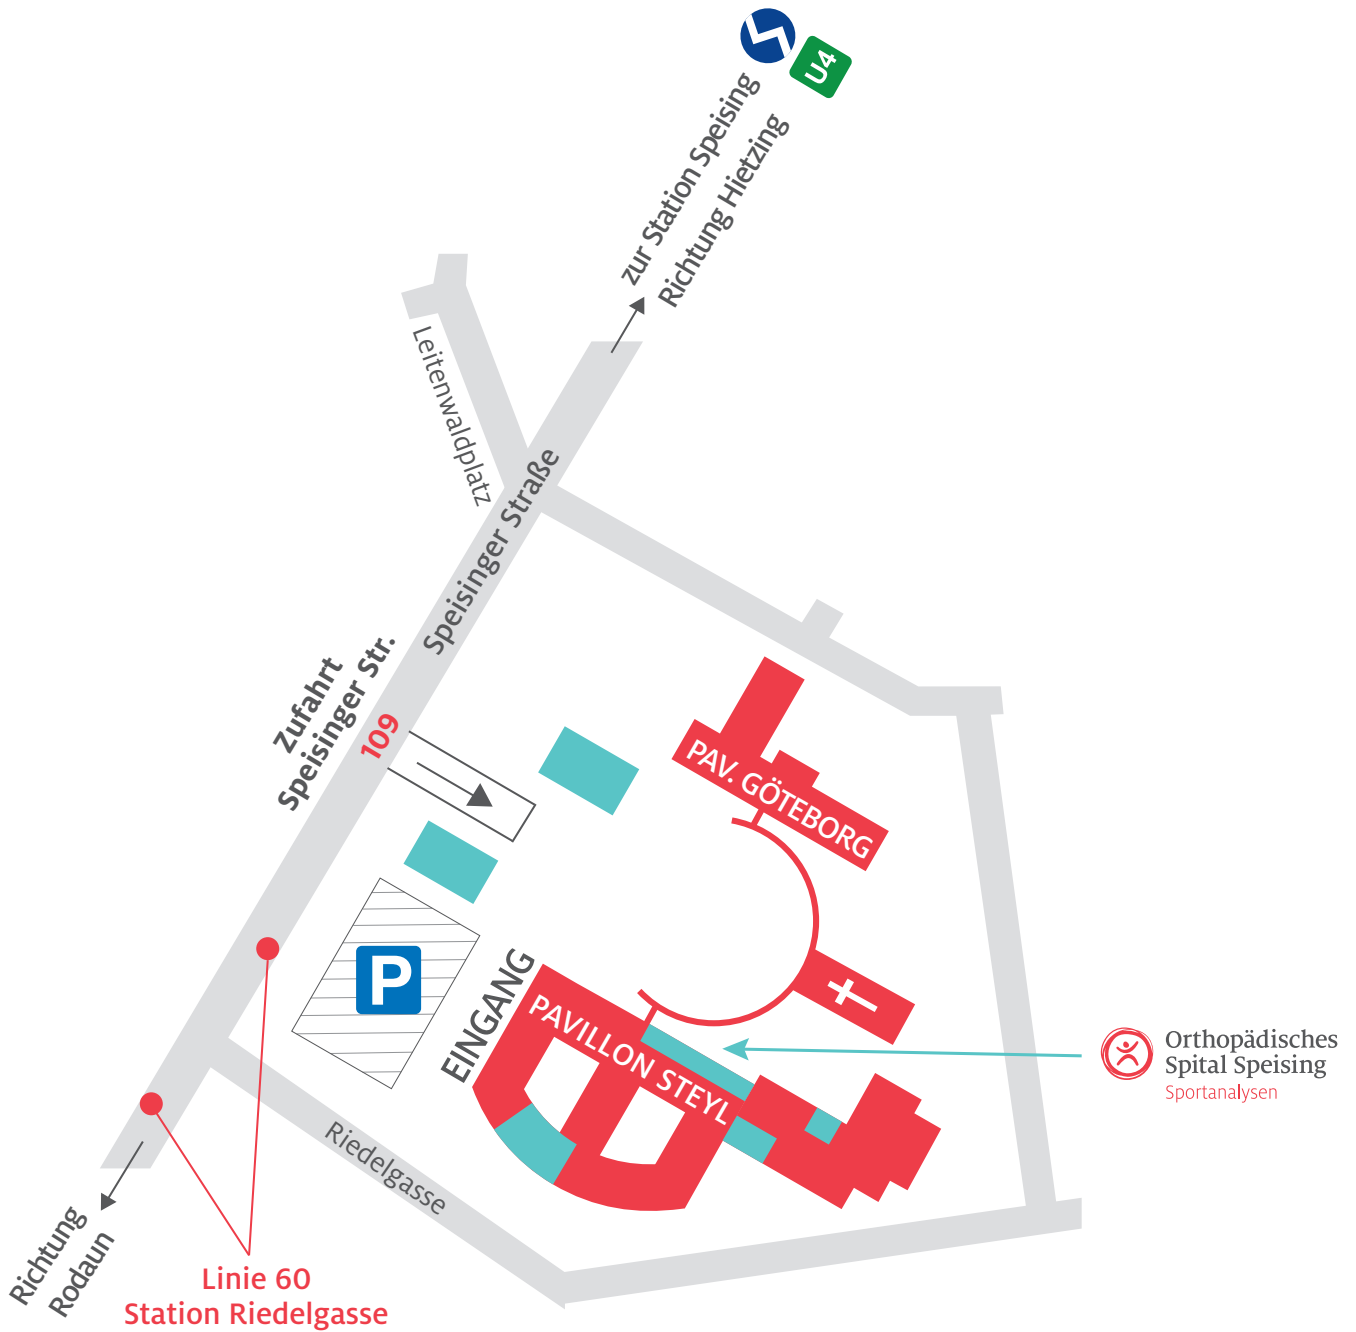 U4
zur Station Speising
Richtung Hietzing
Leitenwaldplatz
Speisinger Straße
Zufahrt
Speisinger Str.
109
PAV. GÖTEBORG
P
EINGANG
PAVILLON STEYL
Orthopädisches
Spital Speising
Sportanalysen
Riedelgasse
Richtung
Rodaun
Linie 60
Station Riedelgasse